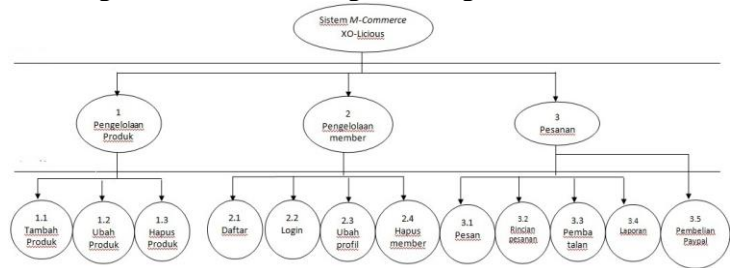 Sistem M-Commerce
XO-Licious
1
Pengelolaan
Produk
2
Pengelolaan
member
3
Pesanan
1.1
Tambah
Produk
1.2
Ubah
Produk
1.3
Hapus
Produk
2.1
Daftar
2.2
Login
2.3
Ubah
profil
2.4
Hapus
member
3.1
Pesan
3.2
Rincian
pesanan
3.3
Pemba
talan
3.4
Laporan
3.5
Pembelian
Paypal